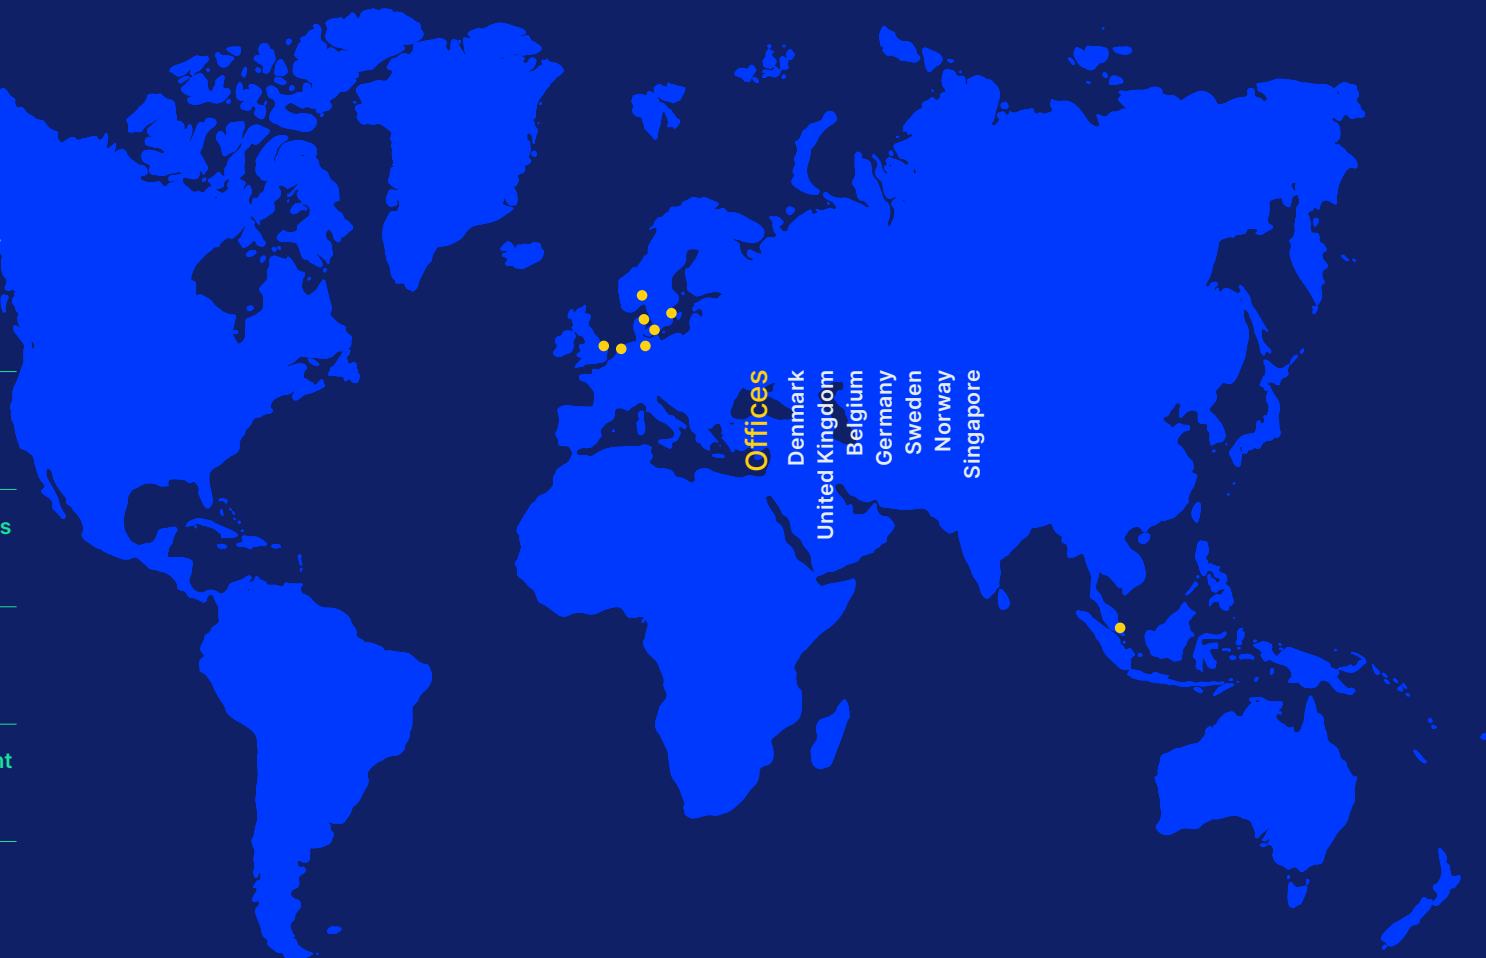 Offices
Denmark
United Kingdom
Belgium
Germany
Sweden
Norway
Singapore